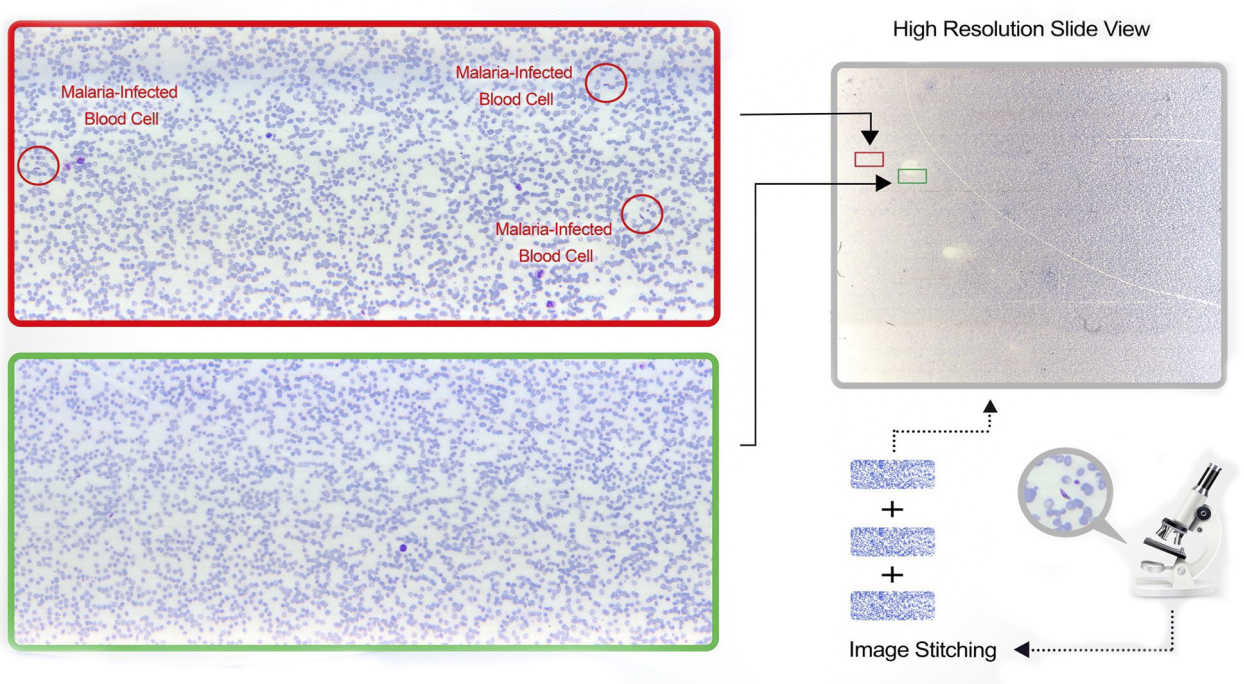 Malaria-Infected
Blood Cell
Malaria-Infected
Blood Cell
Malaria-Infected
Blood Cell
High Resolution Slide View
+
+
Image Stitching